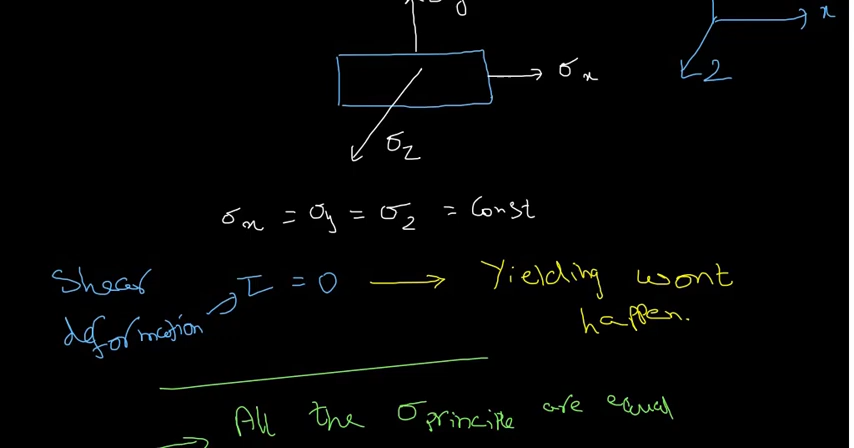 y
x
z
σx
σz
σx = σy = σz = Const
Shear τ = 0 → Yielding wont
deformation happen.
All the σprinciple are equal